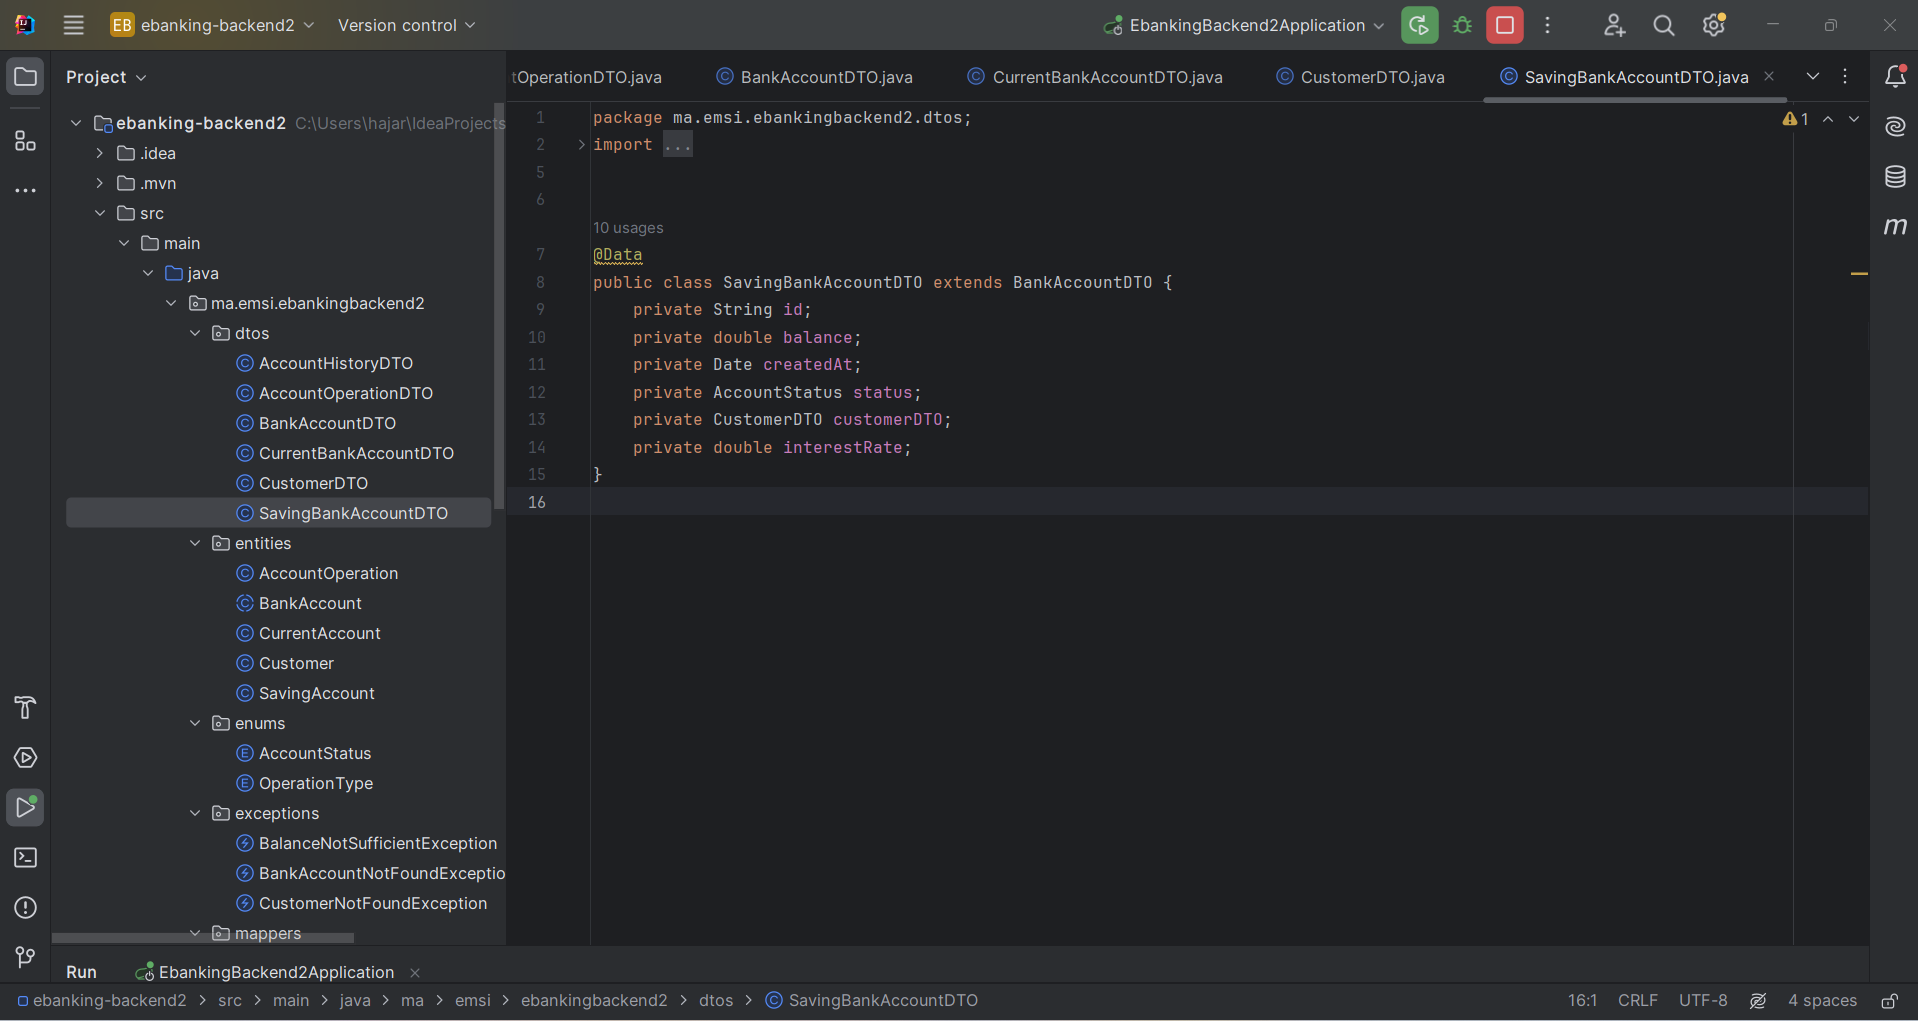 EB ebanking-backend2 Version control EbankingBackend2Application
Project
tOperationDTO.java BankAccountDTO.java CurrentBankAccountDTO.java CustomerDTO.java SavingBankAccountDTO.java
ebanking-backend2 C:\Users\hajar\IdeaProjects
.idea
.mvn
src
main
java
ma.emsi.ebankingbackend2
dtos
AccountHistoryDTO
AccountOperationDTO
BankAccountDTO
CurrentBankAccountDTO
CustomerDTO
SavingBankAccountDTO
entities
AccountOperation
BankAccount
CurrentAccount
Customer
SavingAccount
enums
AccountStatus
OperationType
exceptions
BalanceNotSufficientException
BankAccountNotFoundExceptio
CustomerNotFoundException
mappers
1 package ma.emsi.ebankingbackend2.dtos;
2 import ...
5
6
10 usages
7 @Data
8 public class SavingBankAccountDTO extends BankAccountDTO {
9 private String id;
10 private double balance;
11 private Date createdAt;
12 private AccountStatus status;
13 private CustomerDTO customerDTO;
14 private double interestRate;
15 }
16
1
m
Run EbankingBackend2Application
ebanking-backend2 > src > main > java > ma > emsi > ebankingbackend2 > dtos > SavingBankAccountDTO 16:1 CRLF UTF-8 4 spaces